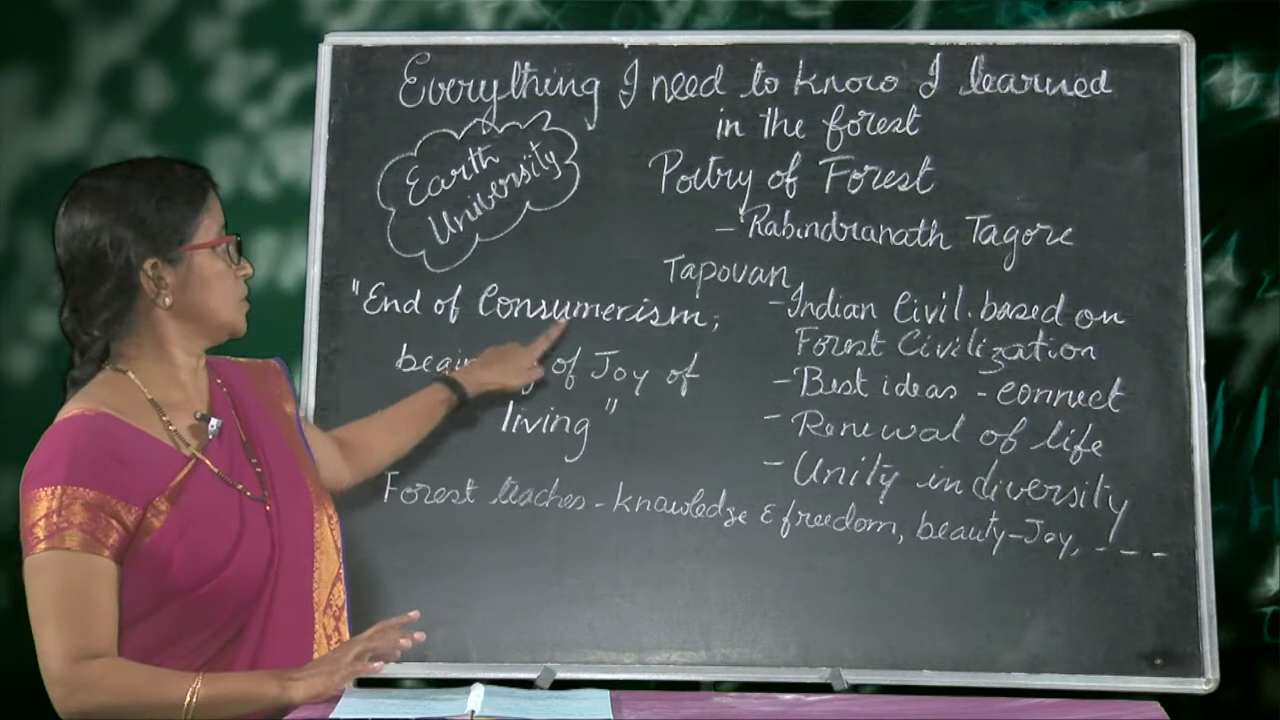 Everything I need to know I learned
in the forest
Earth
University
Poetry of Forest
- Rabindranath Tagore
Tapovan
"End of Consumerism;
beginning of Joy of
living"
- Indian Civil. based on
Forest Civilization
- Best ideas - connect
- Renewal of life
- Unity in diversity
Forest teaches - knowledge & freedom, beauty - Joy, - - - -